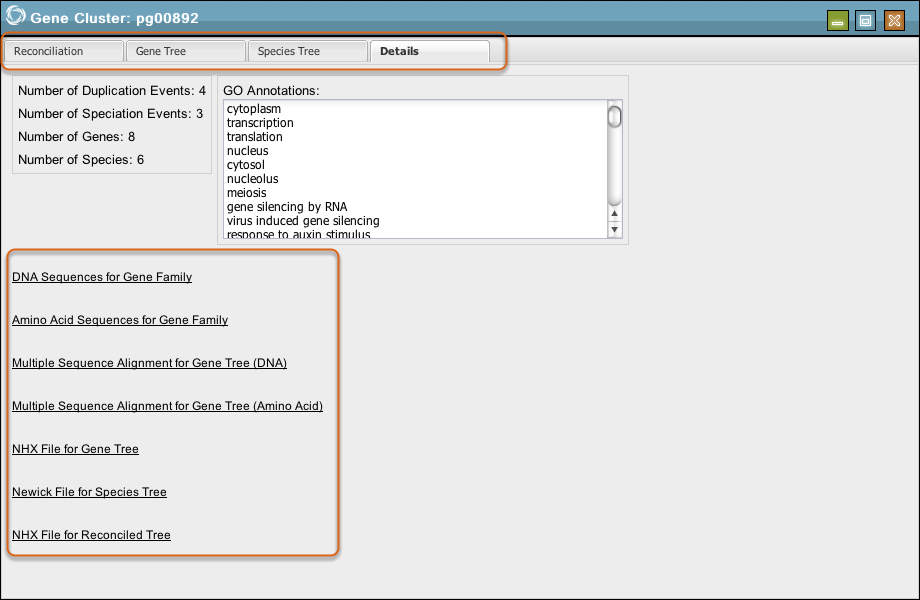 Gene Cluster: pg00892
Reconciliation
Gene Tree
Species Tree
Details
Number of Duplication Events: 4
Number of Speciation Events: 3
Number of Genes: 8
Number of Species: 6
GO Annotations:
cytoplasm
transcription
translation
nucleus
cytosol
nucleolus
meiosis
gene silencing by RNA
virus induced gene silencing
response to auxin stimulus
DNA Sequences for Gene Family
Amino Acid Sequences for Gene Family
Multiple Sequence Alignment for Gene Tree (DNA)
Multiple Sequence Alignment for Gene Tree (Amino Acid)
NHX File for Gene Tree
Newick File for Species Tree
NHX File for Reconciled Tree